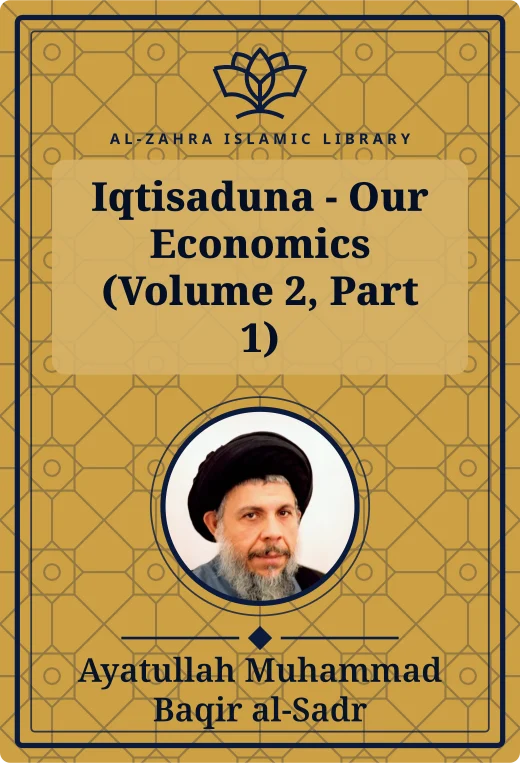 AL-ZAHRA ISLAMIC LIBRARY
Iqtisaduna - Our
Economics
(Volume 2, Part
1)
Ayatullah Muhammad
Baqir al-Sadr